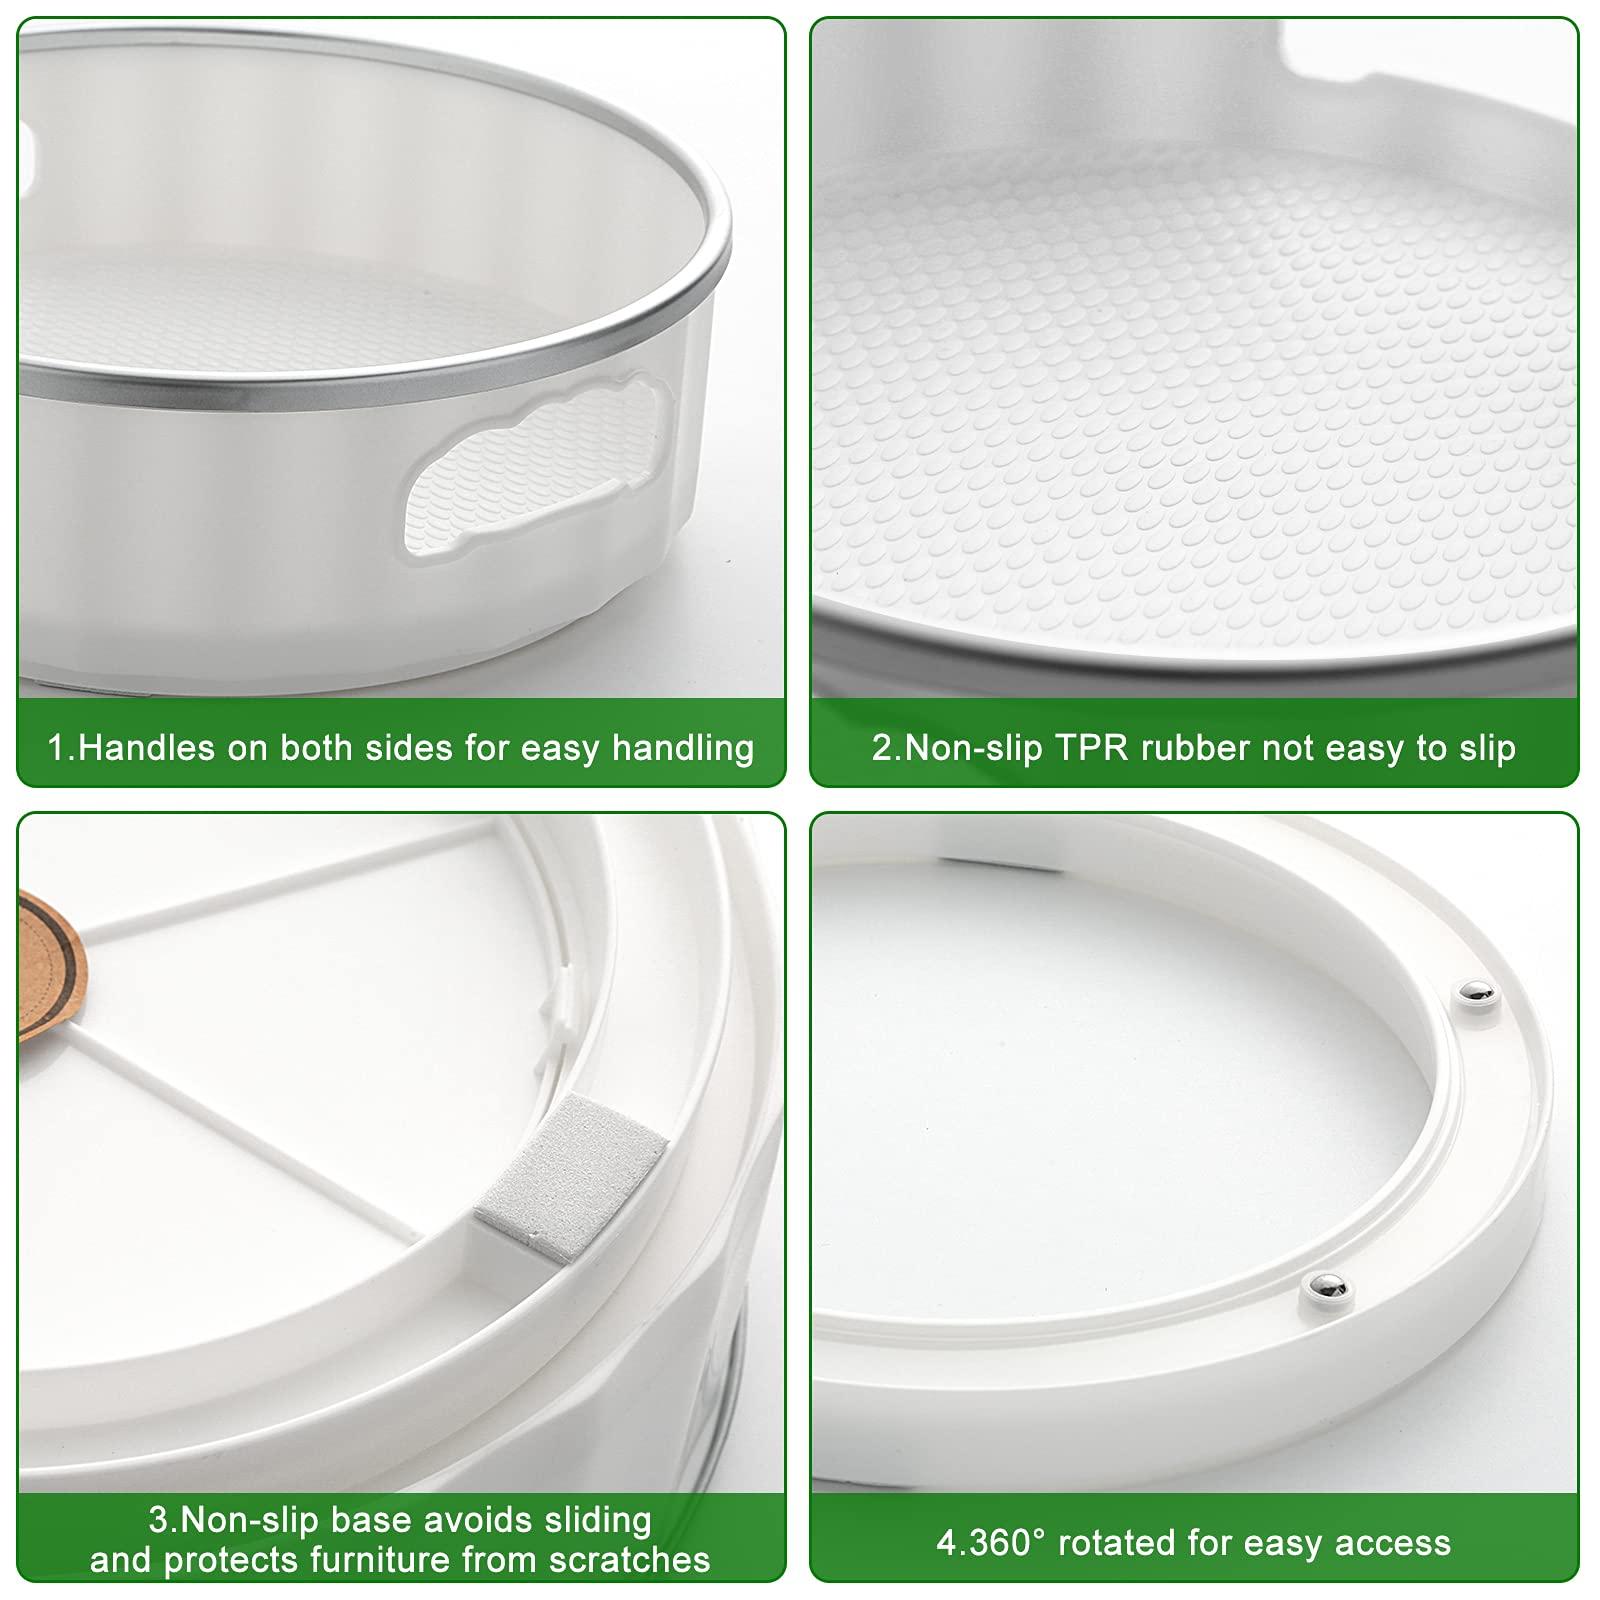 1.Handles on both sides for easy handling
2.Non-slip TPR rubber not easy to slip
3.Non-slip base avoids sliding
and protects furniture from scratches
4.360° rotated for easy access